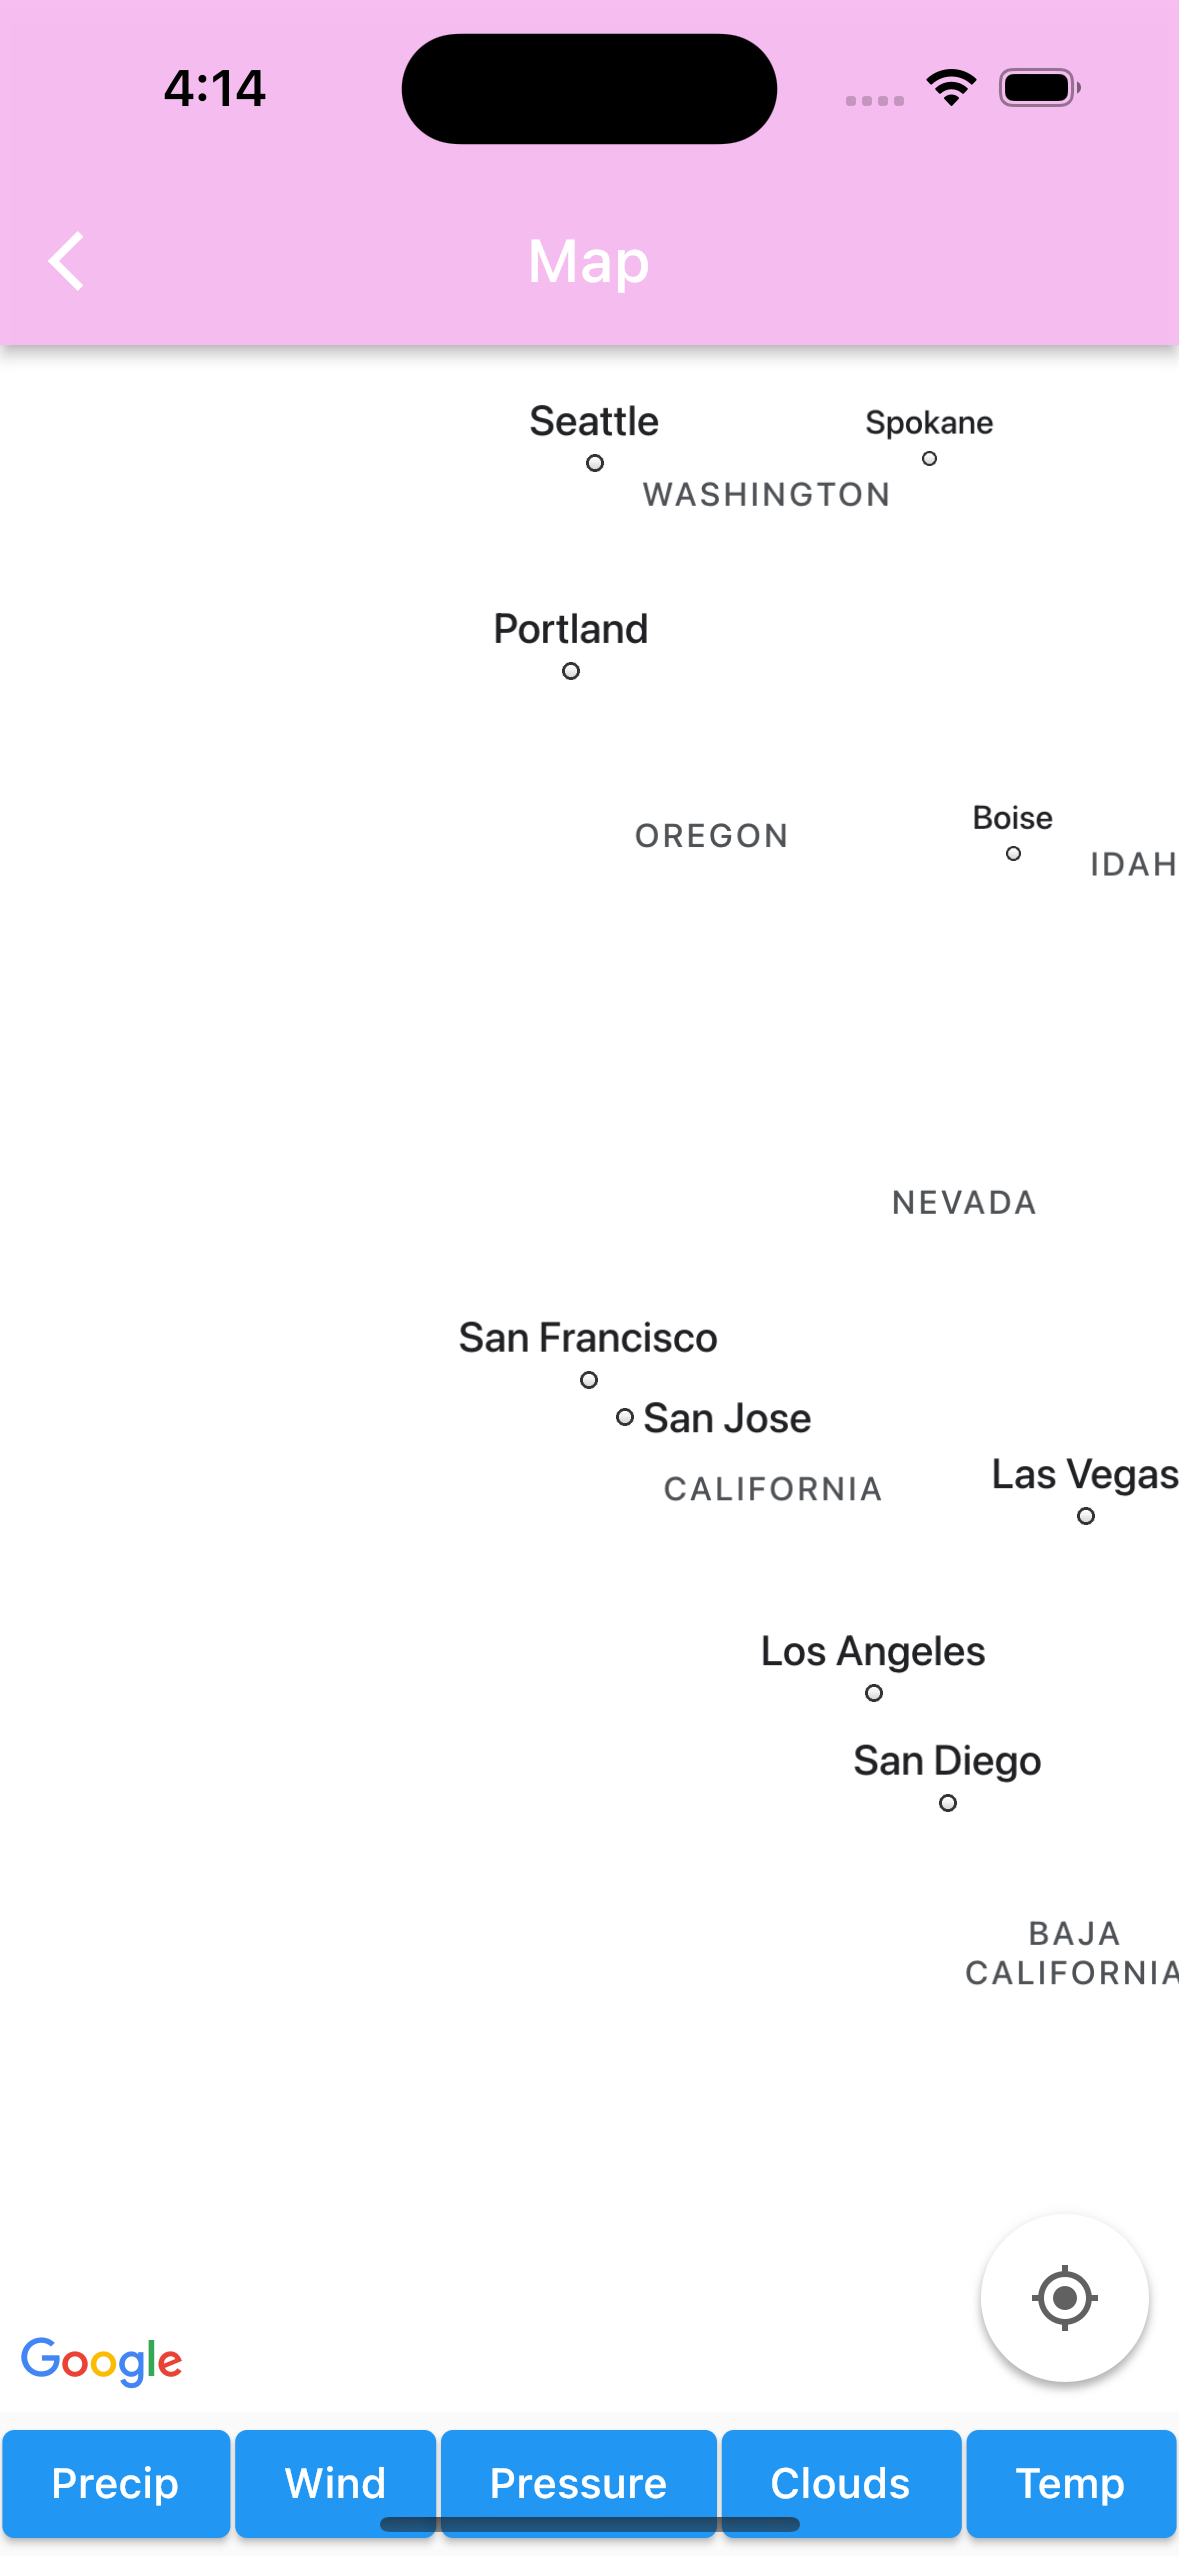 4:14
Map
Seattle
Spokane
WASHINGTON
Portland
Boise
OREGON
IDAH
NEVADA
San Francisco
San Jose
Las Vegas
CALIFORNIA
Los Angeles
San Diego
BAJA
CALIFORNIA
Google
Precip Wind Pressure Clouds Temp